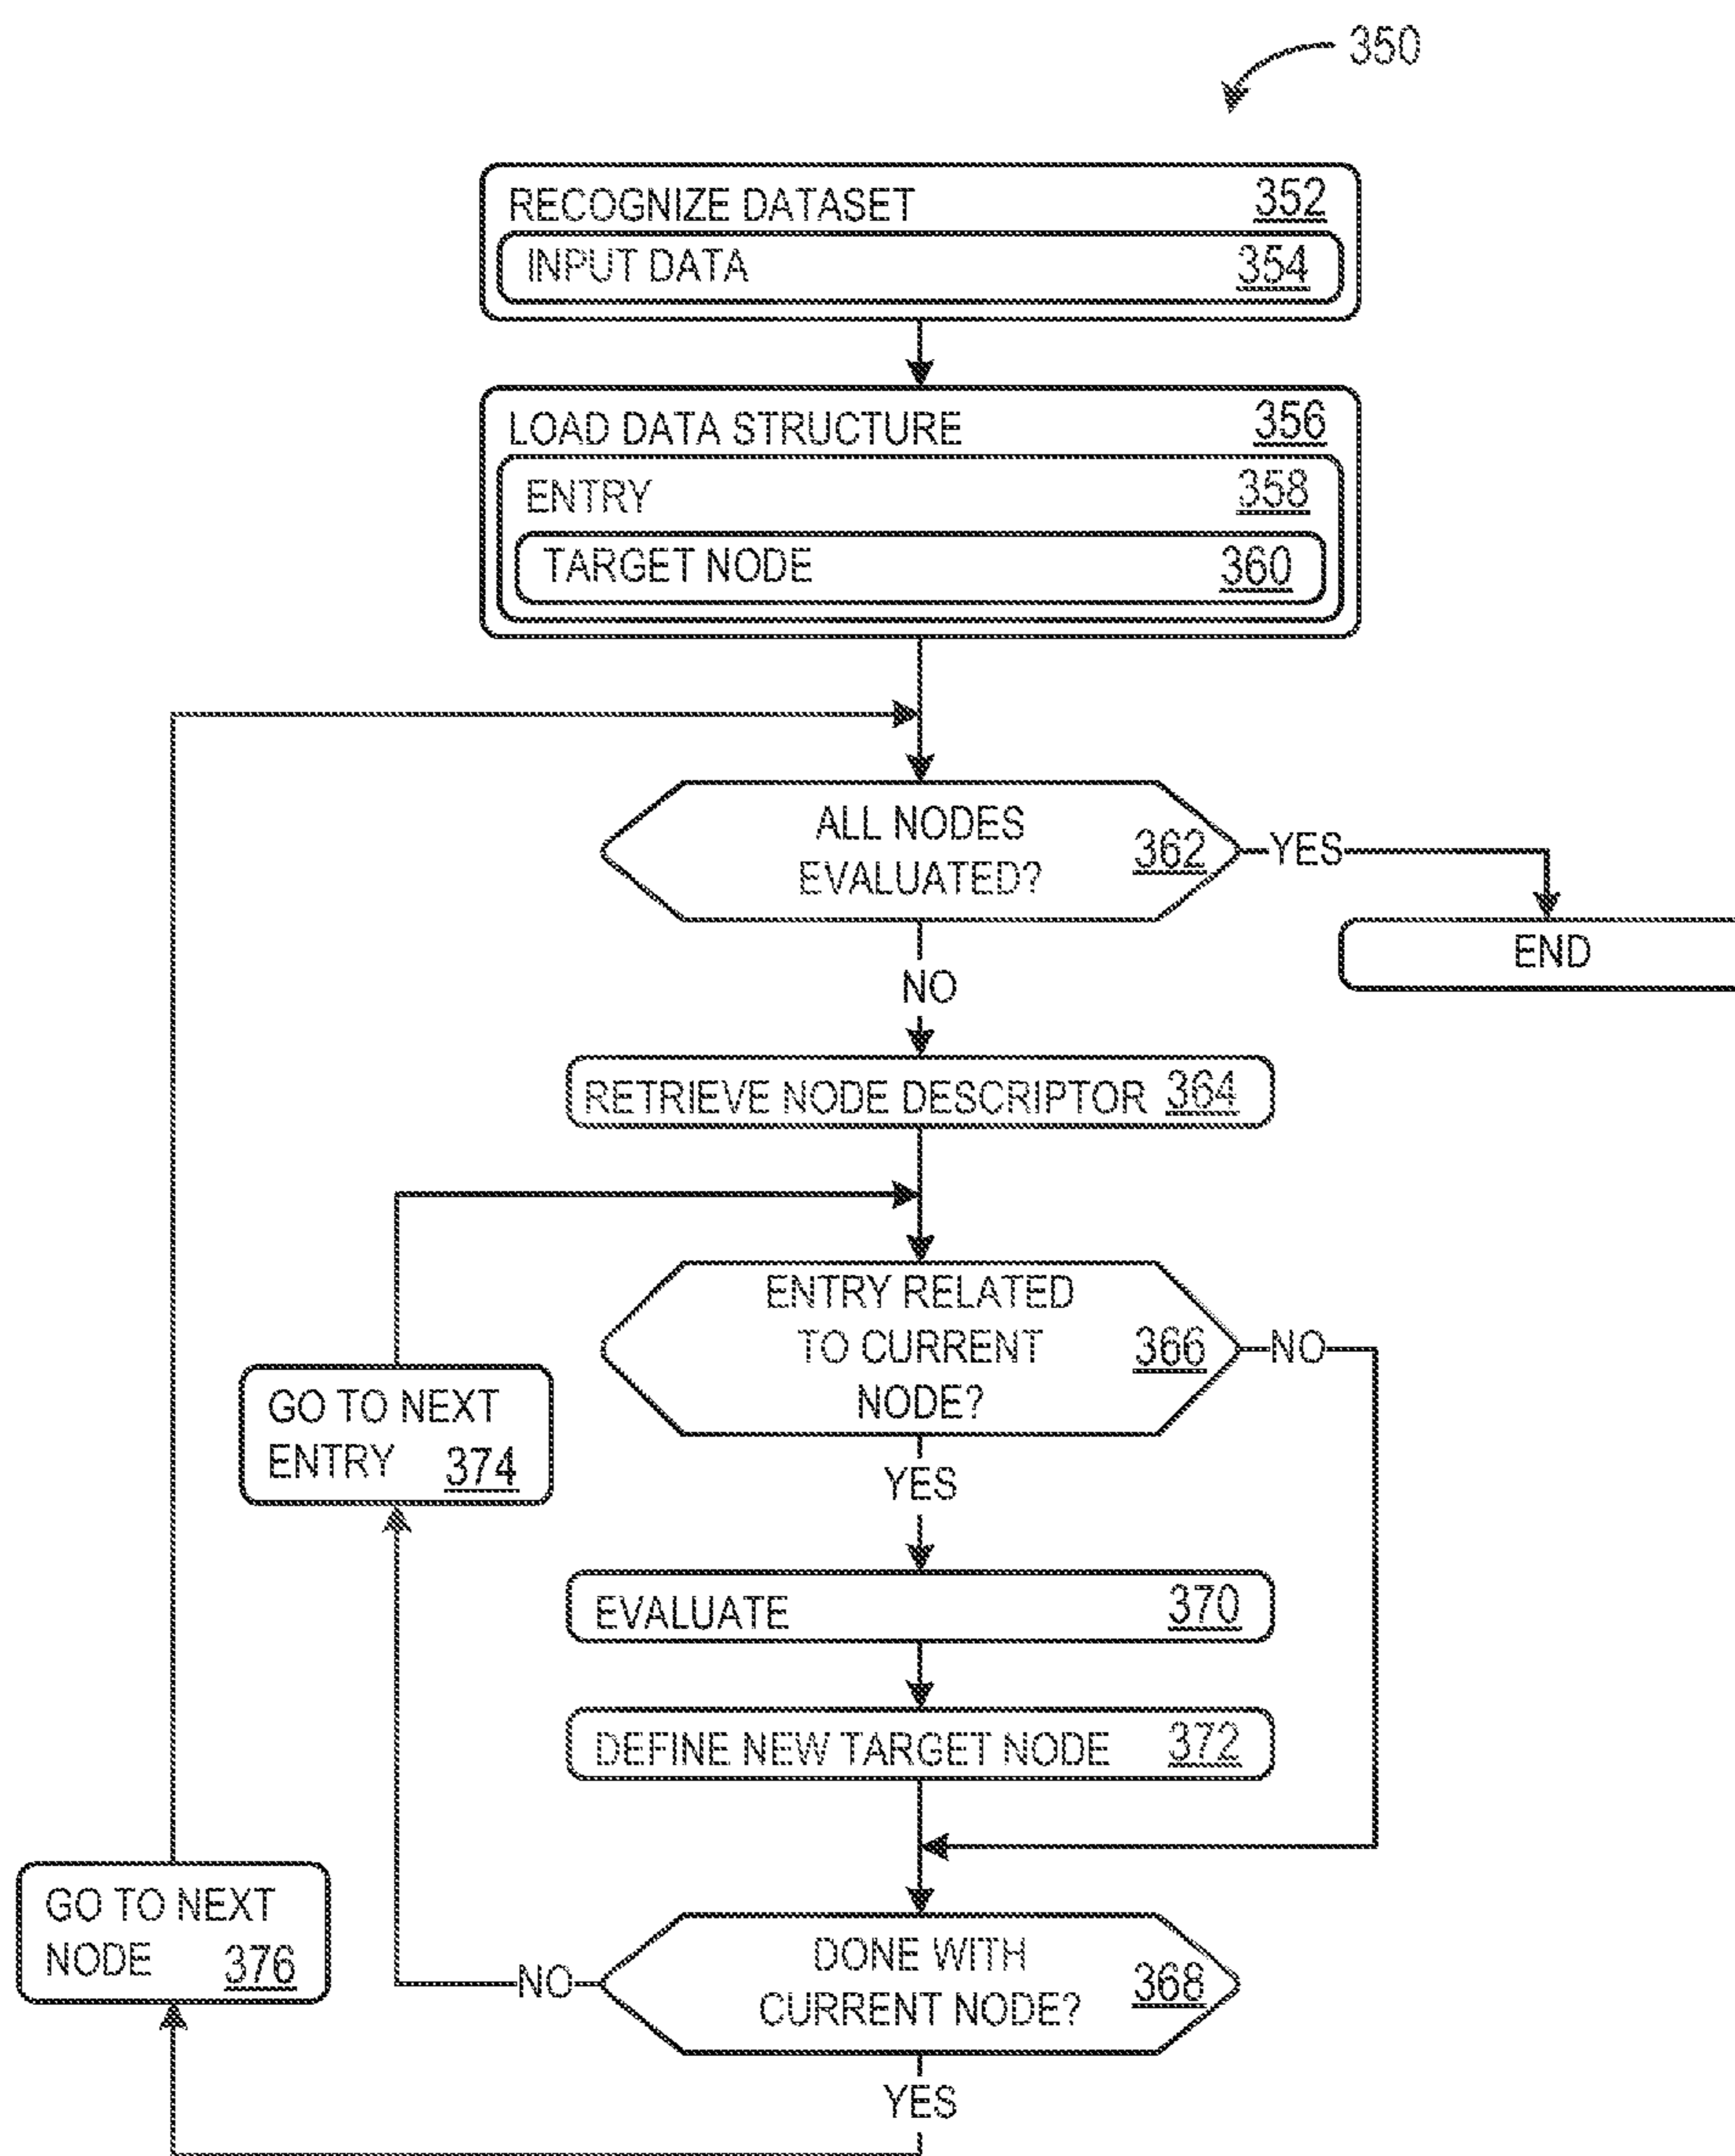 350
RECOGNIZE DATASET 352
INPUT DATA 354
LOAD DATA STRUCTURE 356
ENTRY 358
TARGET NODE 360
ALL NODES
EVALUATED? 362
YES
END
NO
RETRIEVE NODE DESCRIPTOR 364
ENTRY RELATED
TO CURRENT
NODE? 366
NO
GO TO NEXT
ENTRY 374
YES
EVALUATE 370
DEFINE NEW TARGET NODE 372
GO TO NEXT
NODE 376
DONE WITH
CURRENT NODE? 368
NO
YES